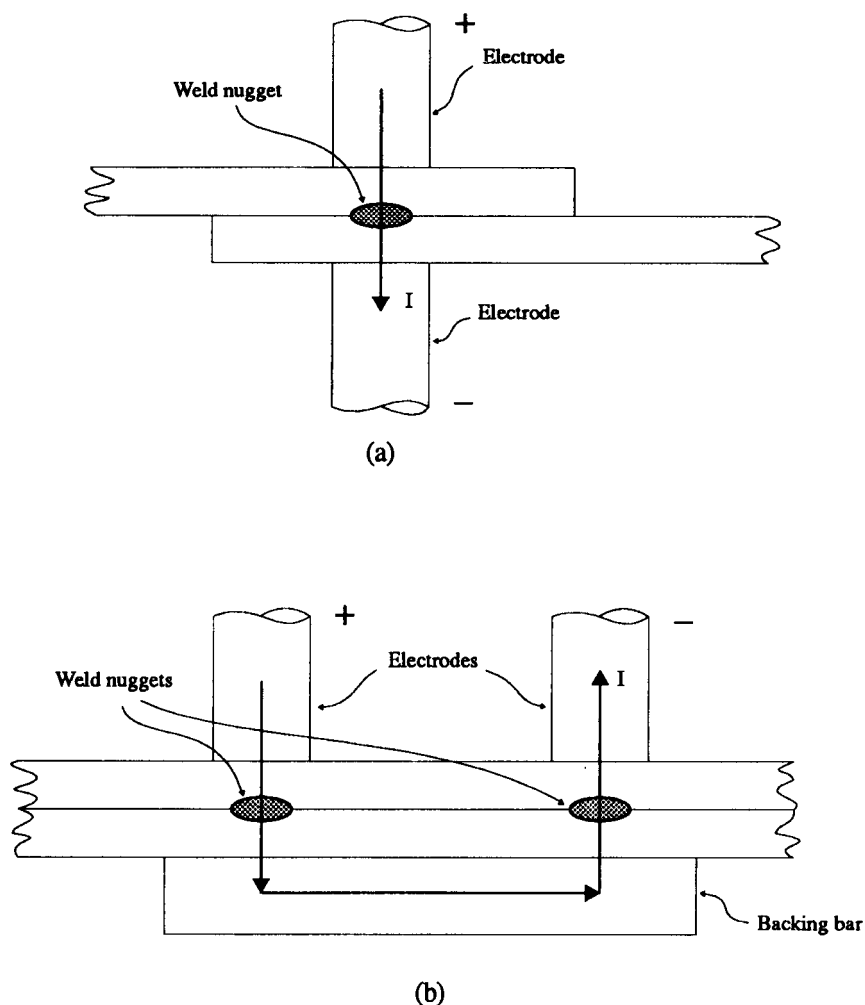 +
Electrode
Weld nugget
I
Electrode
−
(a)
+
−
Electrodes
I
Weld nuggets
Backing bar
(b)